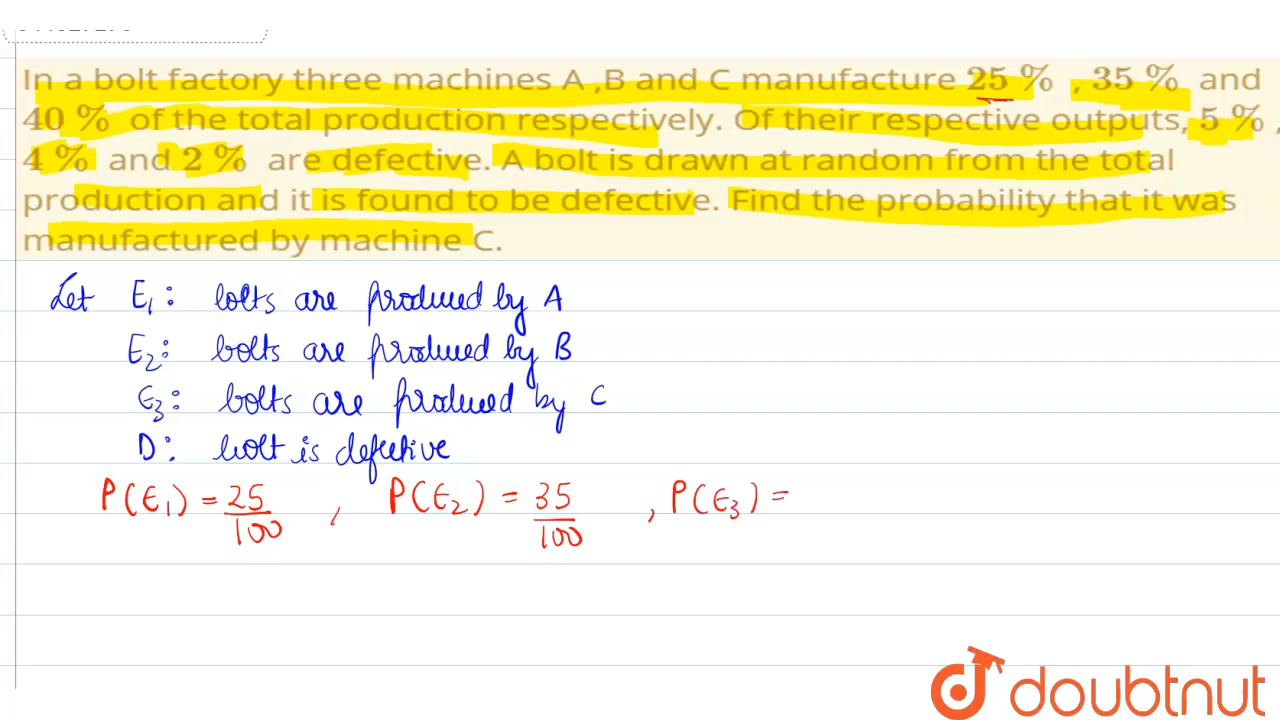 In a bolt factory three machines A ,B and C manufacture 25 % , 35 % and
40 % of the total production respectively. Of their respective outputs, 5 % ,
4 % and 2 % are defective. A bolt is drawn at random from the total
production and it is found to be defective. Find the probability that it was
manufactured by machine C.
Let E1: bolts are produced by A
E2: bolts are produced by B
E3: bolts are produced by C
D: bolt is defective
P(E1) = 25/100 , P(E2) = 35/100 , P(E3) =
doubtnut